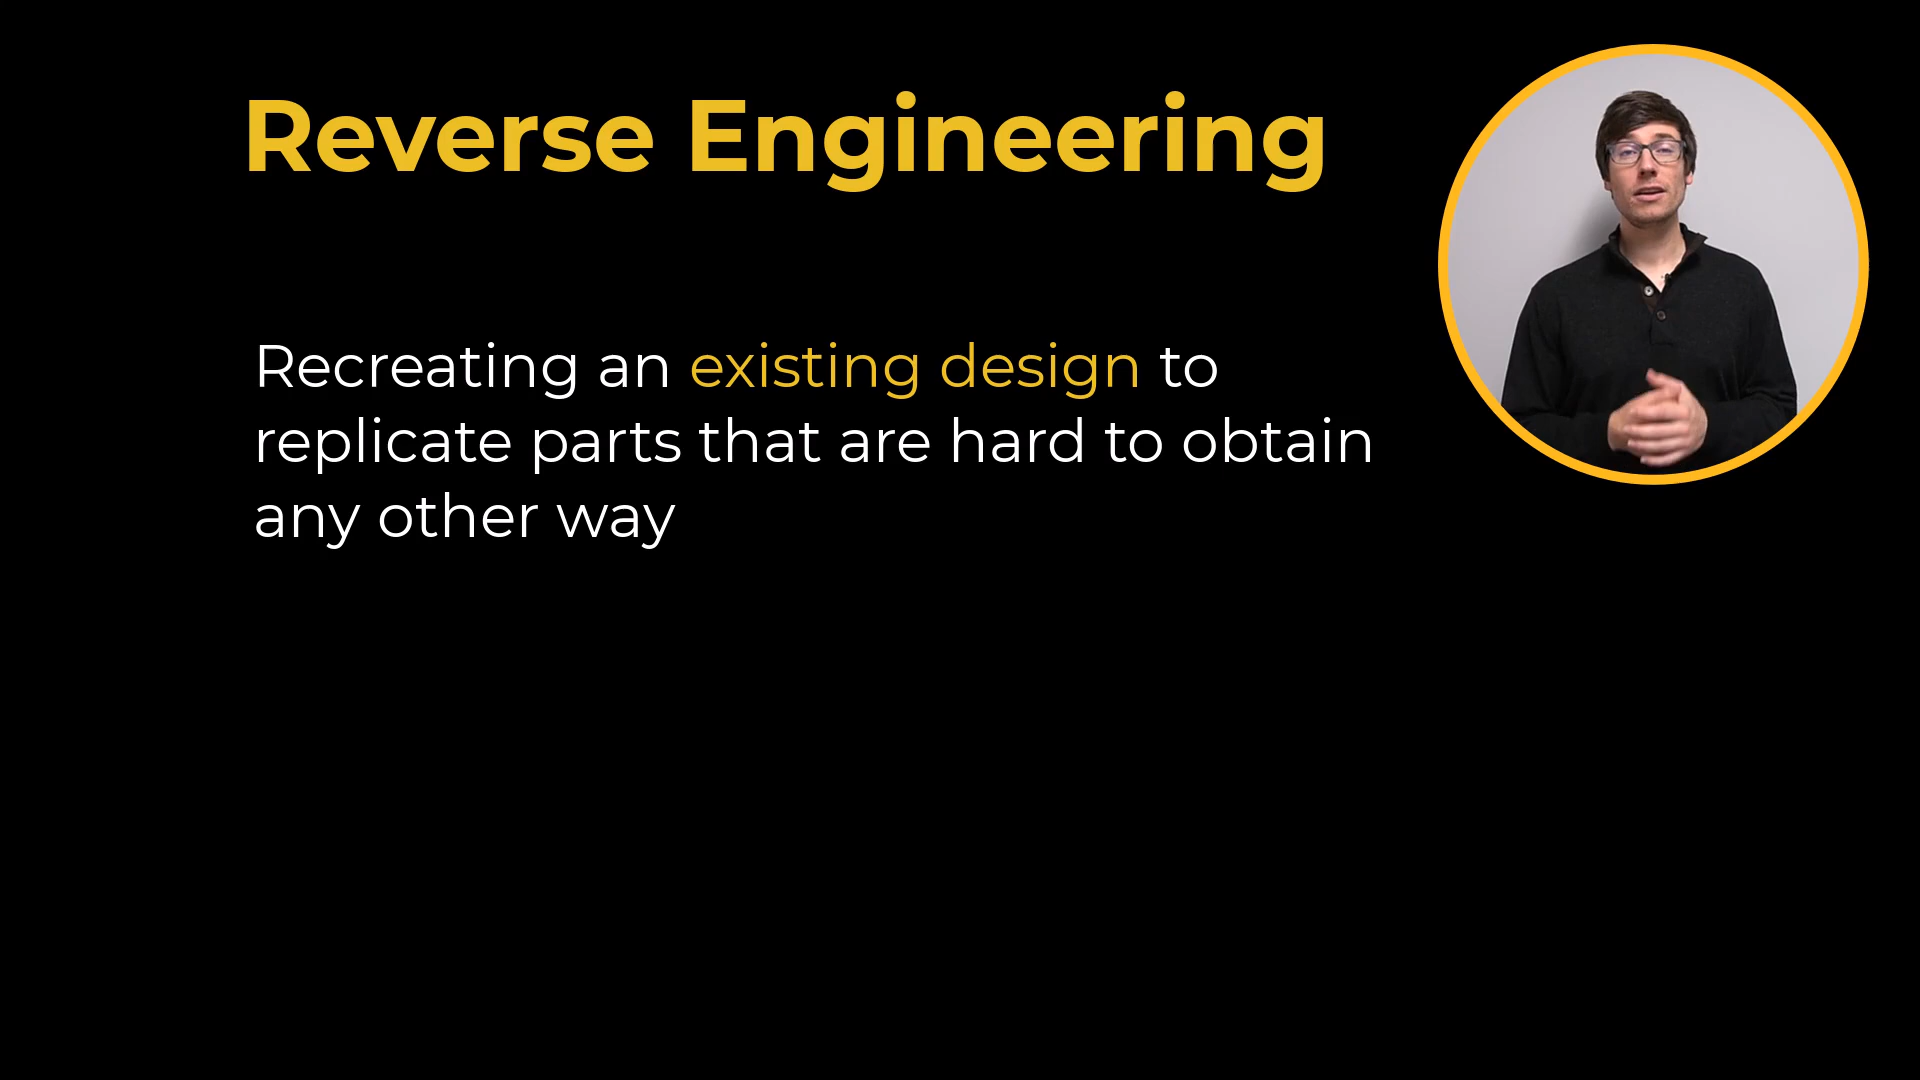 Reverse Engineering
Recreating an existing design to
replicate parts that are hard to obtain
any other way